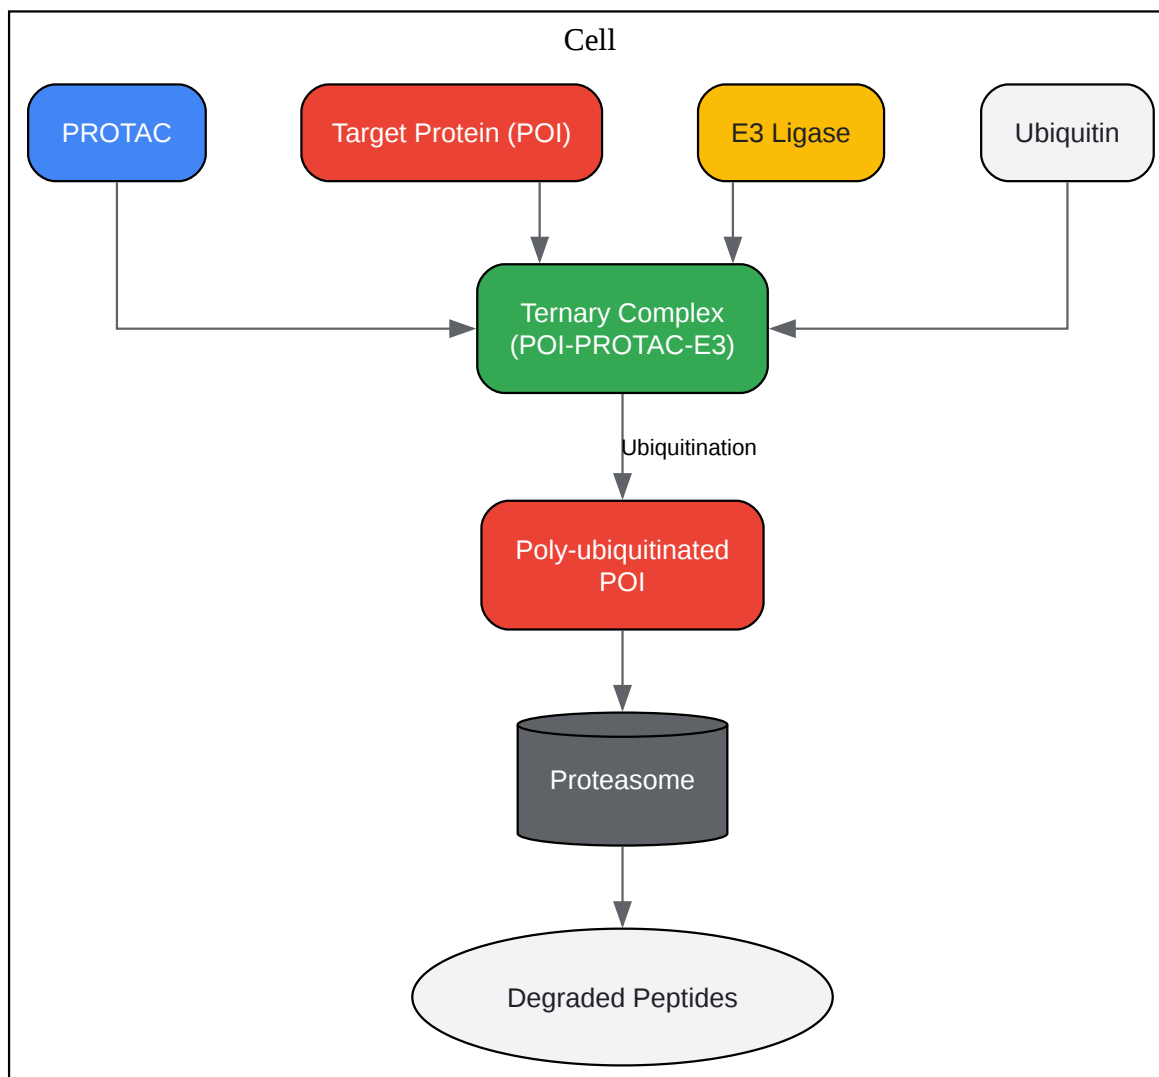 Cell
PROTAC
Target Protein (POI)
E3 Ligase
Ubiquitin
Ternary Complex
(POI-PROTAC-E3)
Ubiquitination
Poly-ubiquitinated
POI
Proteasome
Degraded Peptides